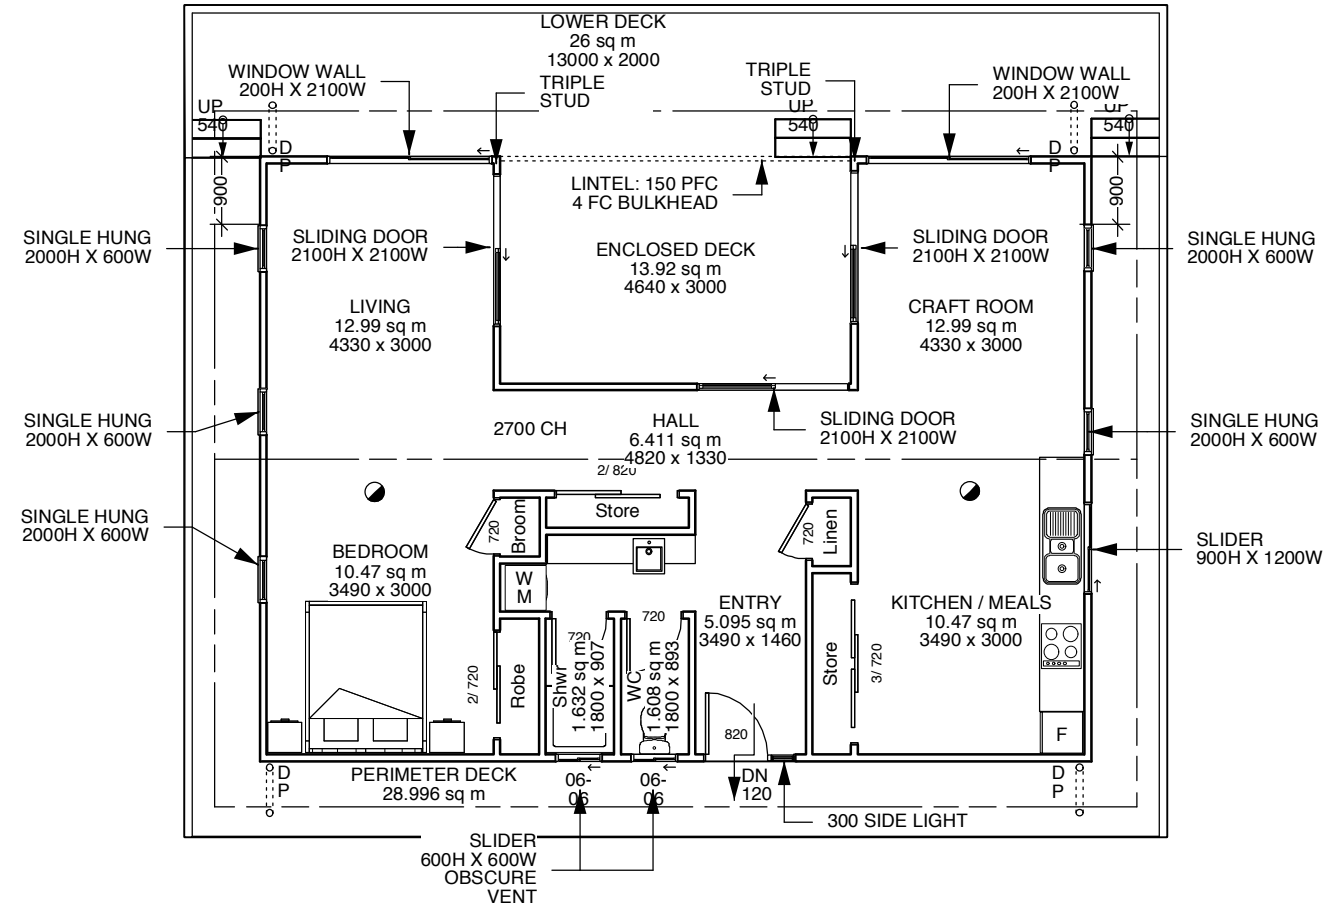 LOWER DECK
26 sq m
13000 x 2000
WINDOW WALL
200H X 2100W
TRIPLE
STUD
TRIPLE
STUD
WINDOW WALL
200H X 2100W
UP
540
UP
540
UP
540
D
P
D
P
900
900
LINTEL: 150 PFC
4 FC BULKHEAD
SINGLE HUNG
2000H X 600W
SLIDING DOOR
2100H X 2100W
ENCLOSED DECK
13.92 sq m
4640 x 3000
SLIDING DOOR
2100H X 2100W
SINGLE HUNG
2000H X 600W
LIVING
12.99 sq m
4330 x 3000
CRAFT ROOM
12.99 sq m
4330 x 3000
SINGLE HUNG
2000H X 600W
2700 CH
HALL
6.411 sq m
4820 x 1330
SLIDING DOOR
2100H X 2100W
SINGLE HUNG
2000H X 600W
2/ 820
SINGLE HUNG
2000H X 600W
720
Broom
Store
720
Linen
SLIDER
900H X 1200W
BEDROOM
10.47 sq m
3490 x 3000
W
M
ENTRY
5.095 sq m
3490 x 1460
KITCHEN / MEALS
10.47 sq m
3490 x 3000
720
720
2/ 720
Robe
Shwr
1.632 sq m
1800 x 907
WC
1.608 sq m
1800 x 893
Store
3/ 720
820
F
D
P
PERIMETER DECK
28.996 sq m
06-
06
06-
06
DN
120
D
P
300 SIDE LIGHT
SLIDER
600H X 600W
OBSCURE
VENT